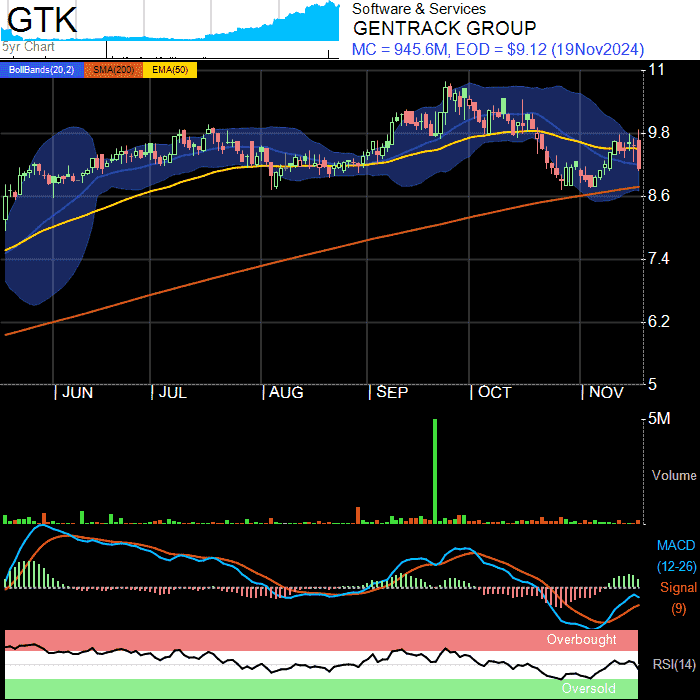 GTK
5yr Chart
Software & Services
GENTRACK GROUP
MC = 945.6M, EOD = $9.12 (19Nov2024)
BollBands(20,2) SMA(200) EMA(50)
11
9.8
8.6
7.4
6.2
5
JUN JUL AUG SEP OCT NOV
5M
Volume
MACD
(12-26)
Signal
(9)
Overbought
RSI(14)
Oversold